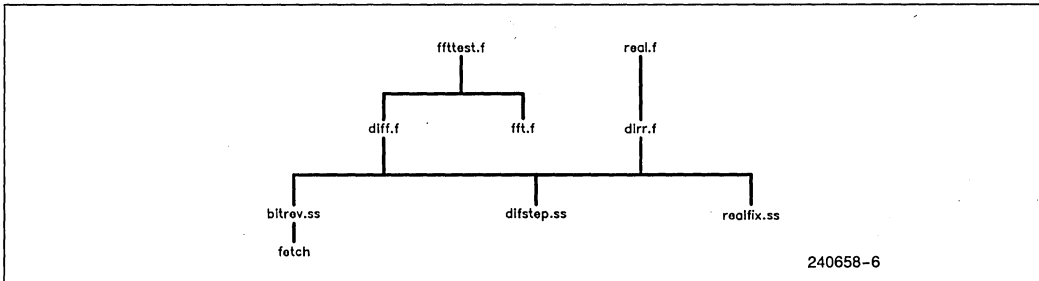 ffttest.f real.f
diff.f fft.f dirr.f
bitrev.ss difstep.ss realfix.ss
fetch
240658-6